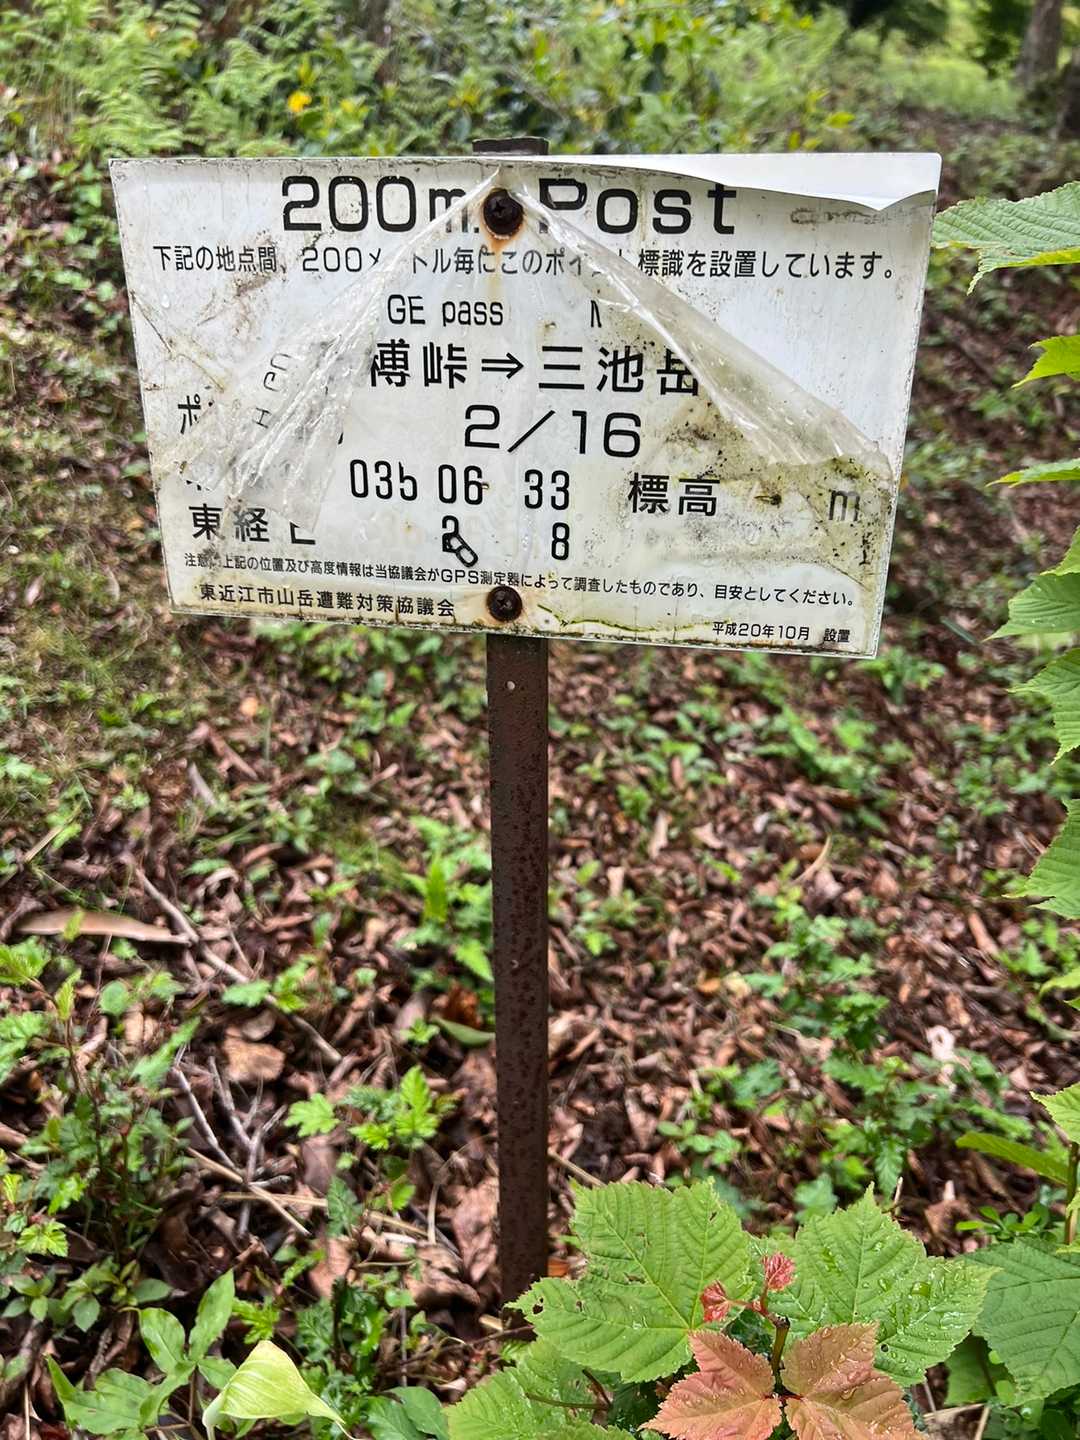 200m Post
下記の地点間、200メートル毎にこのポイント標識を設置しています。
GE pass
樽峠⇒三池岳
2/16
06 33 標高 m
東経 8
注意:上記の位置及び高度情報は当協議会がGPS測定器によって調査したものであり、目安としてください。
東近江市山岳遭難対策協議会
平成20年10月 設置